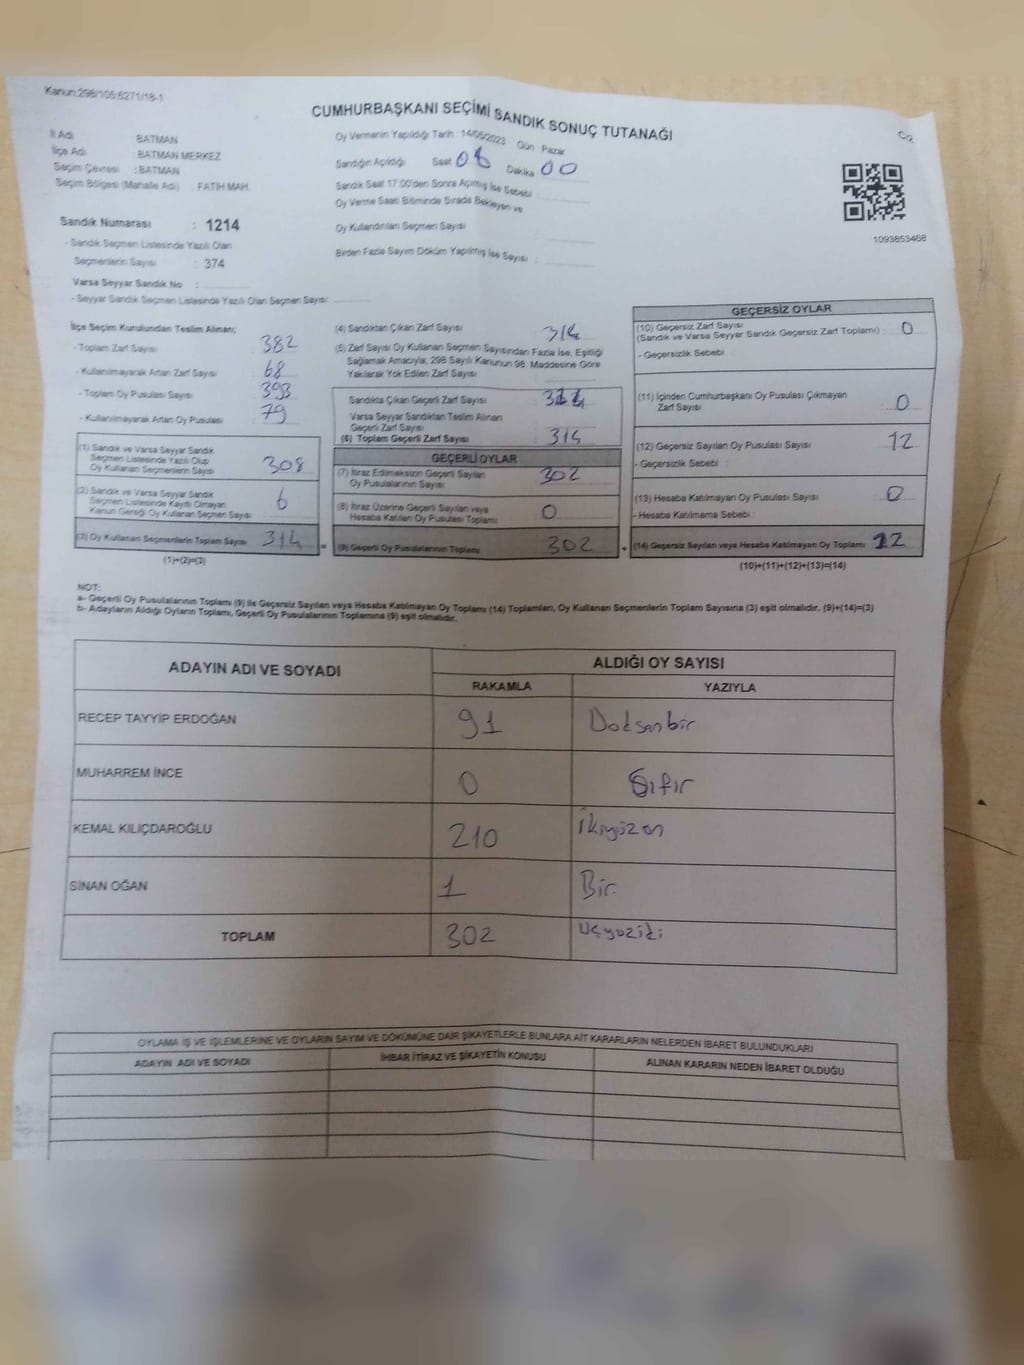 Kanun:298/105;6271/18-1
CUMHURBAŞKANI SEÇİMİ SANDIK SONUÇ TUTANAĞI
C/2
İl Adı BATMAN
İlçe Adı : BATMAN MERKEZ
Seçim Çevresi : BATMAN
Seçim Bölgesi (Mahalle Adı) : FATİH MAH.
Oy Vermenin Yapıldığı Tarih : 14/05/2023 Gün Pazar
Sandığın Açıldığı Saat 08 Dakika 00
Sandık Saat 17:00'den Sonra Açılmış İse Sebebi :
Oy Verme Saati Bitiminde Sırada Bekleyen ve
Oy Kullandırılan Seçmen Sayısı :
Birden Fazla Sayım Döküm Yapılmış İse Sayısı :
1093853468
Sandık Numarası : 1214
- Sandık Seçmen Listesinde Yazılı Olan
Seçmenlerin Sayısı : 374
Varsa Seyyar Sandık No :
- Seyyar Sandık Seçmen Listesinde Yazılı Olan Seçmen Sayısı:
İlçe Seçim Kurulundan Teslim Alınan;
- Toplam Zarf Sayısı : 382
- Kullanılmayarak Artan Zarf Sayısı : 68
- Toplam Oy Pusulası Sayısı : 393
- Kullanılmayarak Artan Oy Pusulası : 79
(1) Sandık ve Varsa Seyyar Sandık
Seçmen Listesinde Yazılı Olup
Oy Kullanan Seçmenlerin Sayısı : 308
(2) Sandık ve Varsa Seyyar Sandık
Seçmen Listesinde Kayıtlı Olmayan
Kanun Gereği Oy Kullanan Seçmen Sayısı : 6
(3) Oy Kullanan Seçmenlerin Toplam Sayısı : 314
(1)+(2)=(3)
(4) Sandıktan Çıkan Zarf Sayısı : 314
(5) Zarf Sayısı Oy Kullanan Seçmen Sayısından Fazla İse, Eşitliği
Sağlamak Amacıyla; 298 Sayılı Kanunun 98. Maddesine Göre
Yakılarak Yok Edilen Zarf Sayısı :
Sandıkta Çıkan Geçerli Zarf Sayısı : 314
Varsa Seyyar Sandıktan Teslim Alınan
Geçerli Zarf Sayısı :
(6) Toplam Geçerli Zarf Sayısı : 314
GEÇERLİ OYLAR
(7) İtiraz Edilmeksizin Geçerli Sayılan
Oy Pusulalarının Sayısı : 302
(8) İtiraz Üzerine Geçerli Sayılan veya
Hesaba Katılan Oy Pusulası Toplamı : 0
(9) Geçerli Oy Pusulalarının Toplamı : 302
GEÇERSİZ OYLAR
(10) Geçersiz Zarf Sayısı
(Sandık ve Varsa Seyyar Sandık Geçersiz Zarf Toplamı) : 0
- Geçersizlik Sebebi :
(11) İçinden Cumhurbaşkanı Oy Pusulası Çıkmayan
Zarf Sayısı : 0
(12) Geçersiz Sayılan Oy Pusulası Sayısı : 12
- Geçersizlik Sebebi :
(13) Hesaba Katılmayan Oy Pusulası Sayısı : 0
- Hesaba Katılmama Sebebi :
(14) Geçersiz Sayılan veya Hesaba Katılmayan Oy Toplamı : 12
(10)+(11)+(12)+(13)=(14)
NOT:
a- Geçerli Oy Pusulalarının Toplamı (9) ile Geçersiz Sayılan veya Hesaba Katılmayan Oy Toplamı (14) Toplamları, Oy Kullanan Seçmenlerin Toplam Sayısına (3) eşit olmalıdır. (9)+(14)=(3)
b- Adayların Aldığı Oyların Toplamı, Geçerli Oy Pusulalarının Toplamına (9) eşit olmalıdır.
ADAYIN ADI VE SOYADI ALDIĞI OY SAYISI
RAKAMLA YAZIYLA
RECEP TAYYİP ERDOĞAN 91 Doksanbir
MUHARREM İNCE 0 Sıfır
KEMAL KILIÇDAROĞLU 210 İkiyüzon
SİNAN OĞAN 1 Bir
TOPLAM 302 Üçyüziki
OYLAMA İŞ VE İŞLEMLERİNE VE OYLARIN SAYIM VE DÖKÜMÜNE DAİR ŞİKAYETLERLE BUNLARA AİT KARARLARIN NELERDEN İBARET BULUNDUKLARI
ADAYIN ADI VE SOYADI İHBAR İTİRAZ VE ŞİKAYETİN KONUSU ALINAN KARARIN NEDEN İBARET OLDUĞU